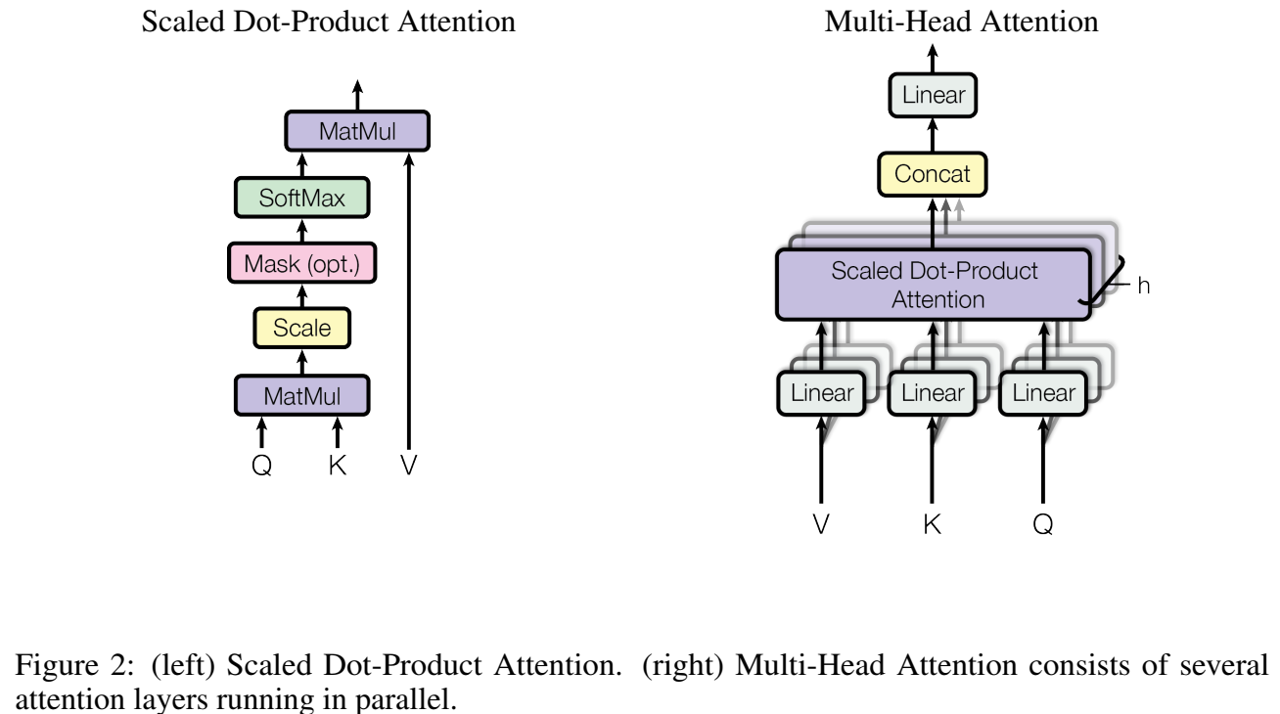 Scaled Dot-Product Attention
MatMul
SoftMax
Mask (opt.)
Scale
MatMul
Q K V
Multi-Head Attention
Linear
Concat
Scaled Dot-Product
Attention
h
Linear Linear Linear
V K Q
Figure 2: (left) Scaled Dot-Product Attention. (right) Multi-Head Attention consists of several
attention layers running in parallel.